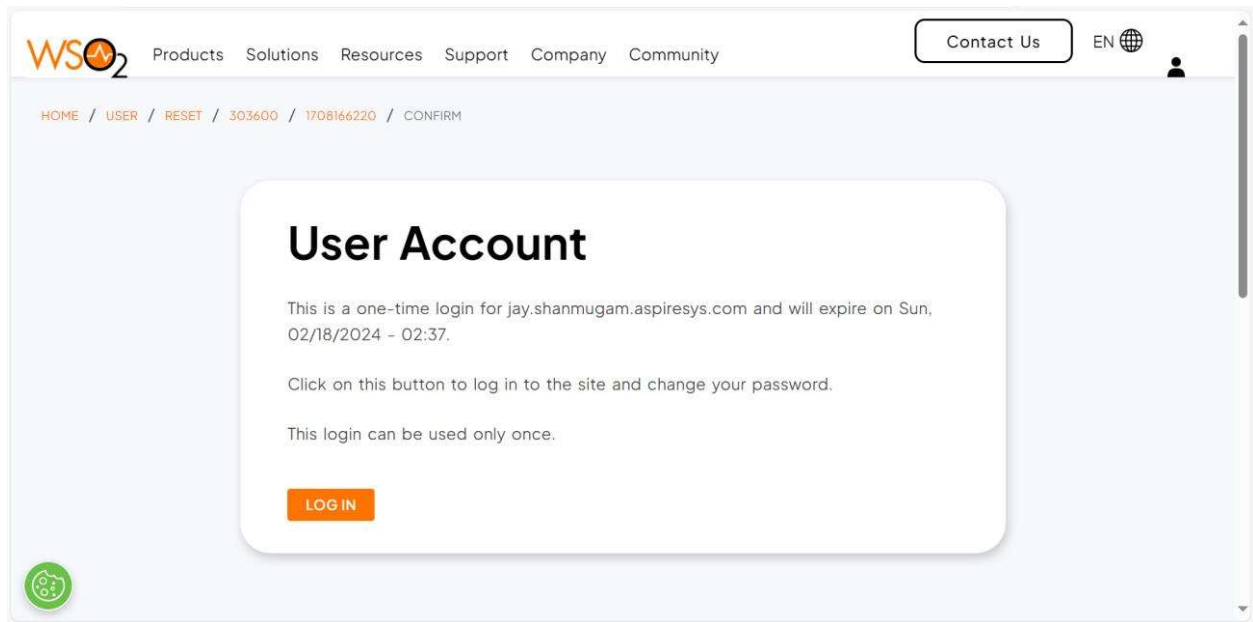 WSO2 Products Solutions Resources Support Company Community Contact Us EN
HOME / USER / RESET / 303600 / 1708166220 / CONFIRM
User Account
This is a one-time login for jay.shanmugam.aspiresys.com and will expire on Sun,
02/18/2024 - 02:37.
Click on this button to log in to the site and change your password.
This login can be used only once.
LOG IN